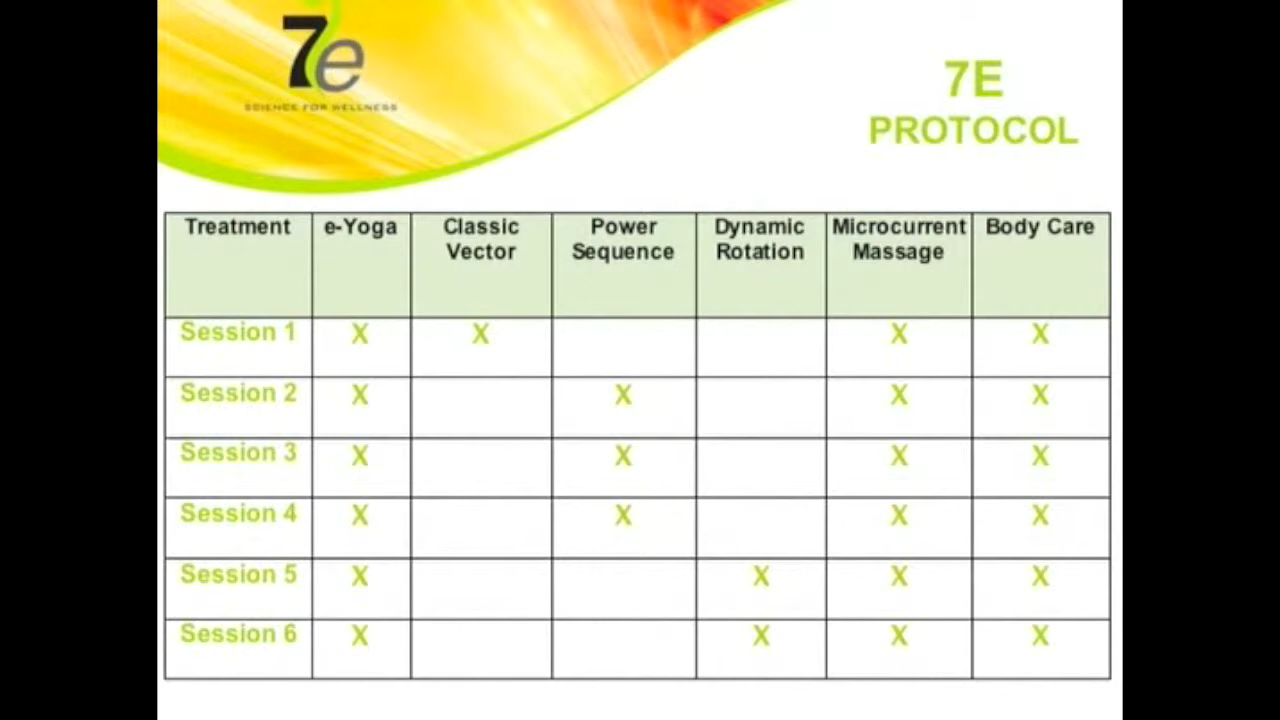 7e
SCIENCE FOR WELLNESS
7E
PROTOCOL
Treatment e-Yoga Classic Vector Power Sequence Dynamic Rotation Microcurrent Massage Body Care
Session 1 X X X X
Session 2 X X X X
Session 3 X X X X
Session 4 X X X X
Session 5 X X X X
Session 6 X X X X